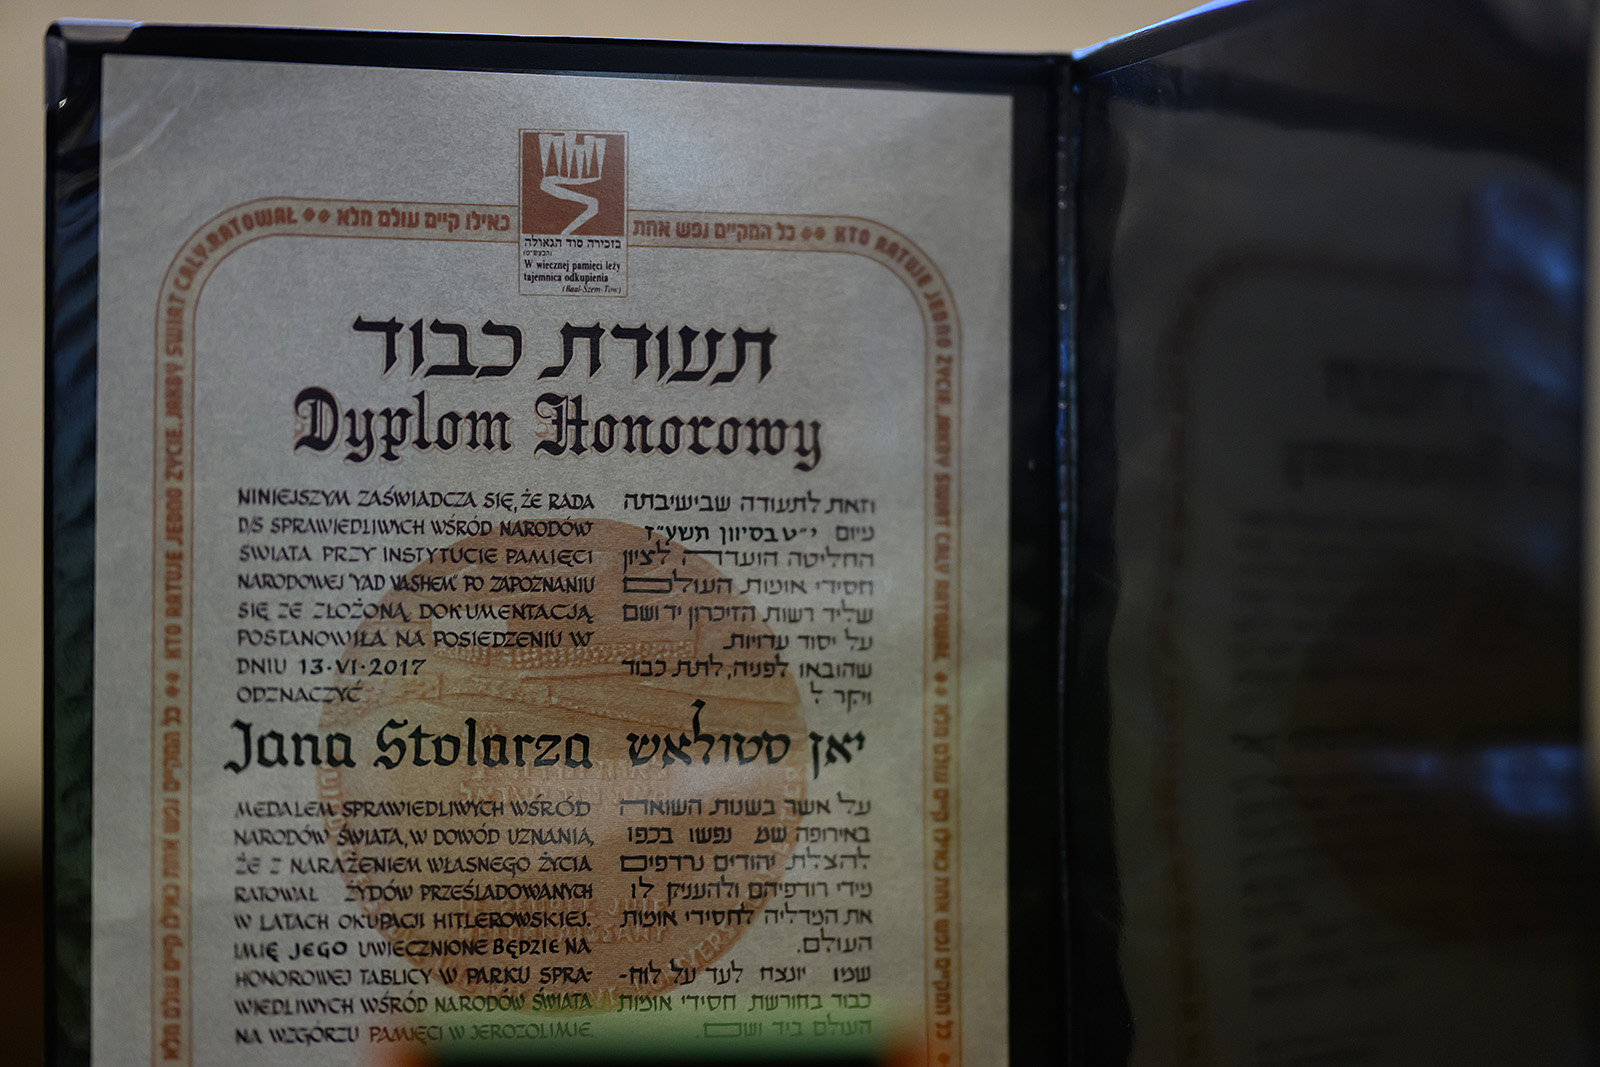 בזכירה סוד הגאולה
(הבעש״ט)
W wiecznej pamięci leży
tajemnica odkupienia
(Baal-Szem-Tow)
כל המקיים נפש אחת כאילו קיים עולם מלא
KTO RATUJE JEDNO ŻYCIE, JAKBY ŚWIAT CAŁY RATOWAŁ
תעודת כבוד
Dyplom Honorowy
NINIEJSZYM ZAŚWIADCZA SIĘ, ŻE RADA
D/S SPRAWIEDLIWYCH WŚRÓD NARODÓW
ŚWIATA PRZY INSTYTUCIE PAMIĘCI
NARODOWEJ "YAD VASHEM" PO ZAPOZNANIU
SIĘ ZE ZŁOŻONĄ DOKUMENTACJĄ
POSTANOWIŁA NA POSIEDZENIU W
DNIU 13·VI·2017
ODZNACZYĆ
Jana Stolarza
MEDALEM SPRAWIEDLIWYCH WŚRÓD
NARODÓW ŚWIATA, W DOWÓD UZNANIA,
ŻE Z NARAŻENIEM WŁASNEGO ŻYCIA
RATOWAŁ ŻYDÓW PRZEŚLADOWANYCH
W LATACH OKUPACJI HITLEROWSKIEJ.
IMIĘ JEGO UWIECZNIONE BĘDZIE NA
HONOROWEJ TABLICY W PARKU SPRA-
WIEDLIWYCH WŚRÓD NARODÓW ŚWIATA
NA WZGÓRZU PAMIĘCI W JEROZOLIMIE.
וזאת לתעודה שבישיבתה
מיום י״ט בסיוון תשע״ז
החליטה הועדה לציון
חסידי אומות העולם
שליד רשות הזיכרון יד ושם
על יסוד עדויות
שהובאו לפניה, לתת כבוד
ויקר ל
יאן סטולאש
על אשר בשנות השואה
באירופה שם נפשו בכפו
להצלת יהודים נרדפים
מידי רודפיהם ולהעניק לו
את המדליה לחסידי אומות
העולם.
שמו יונצח לעד על לוח-
כבוד בחורשת חסידי אומות
העולם ביד ושם.